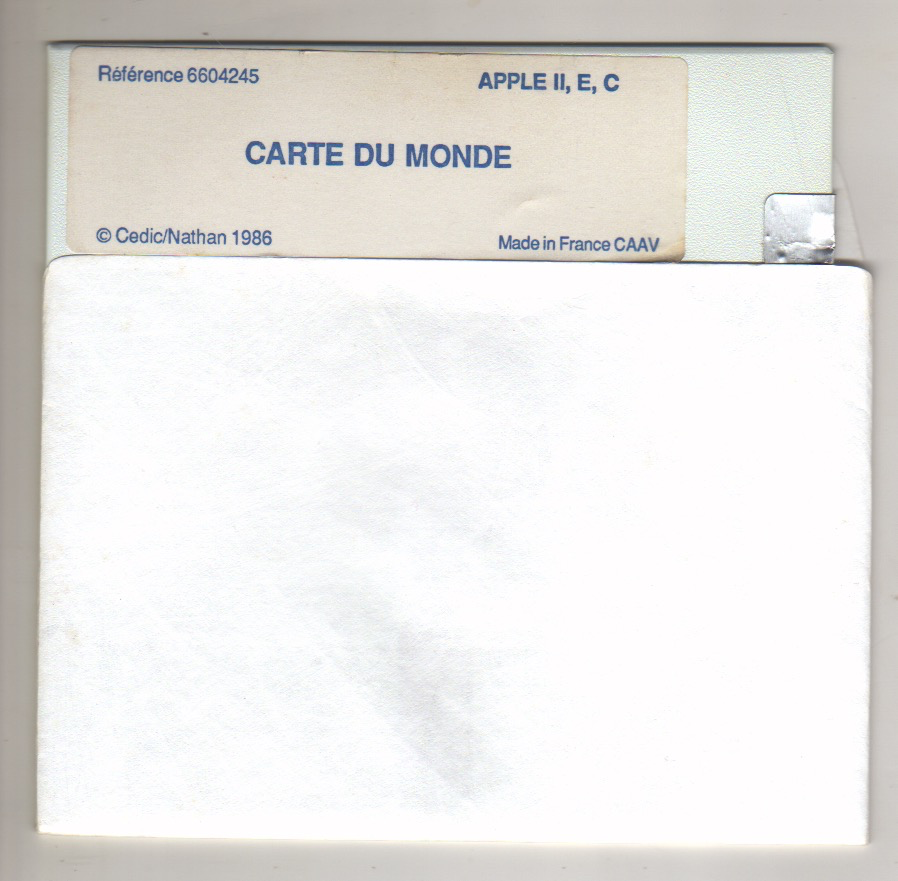 Référence 6604245
APPLE II, E, C
CARTE DU MONDE
© Cedic/Nathan 1986
Made in France CAAV